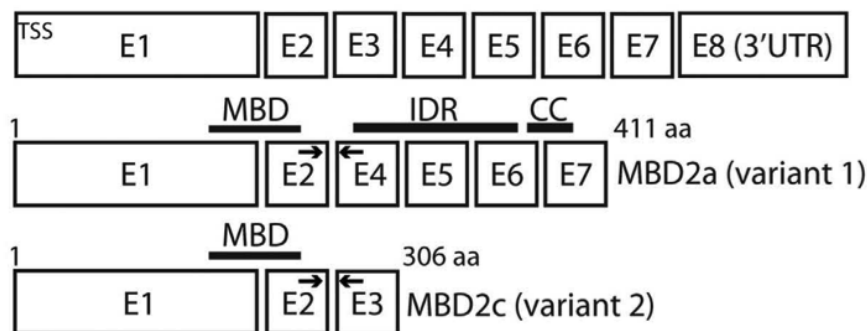 TSS E1 E2 E3 E4 E5 E6 E7 E8 (3'UTR)
MBD IDR CC
1 411 aa
E1 E2 E4 E5 E6 E7 MBD2a (variant 1)
MBD
1 306 aa
E1 E2 E3 MBD2c (variant 2)